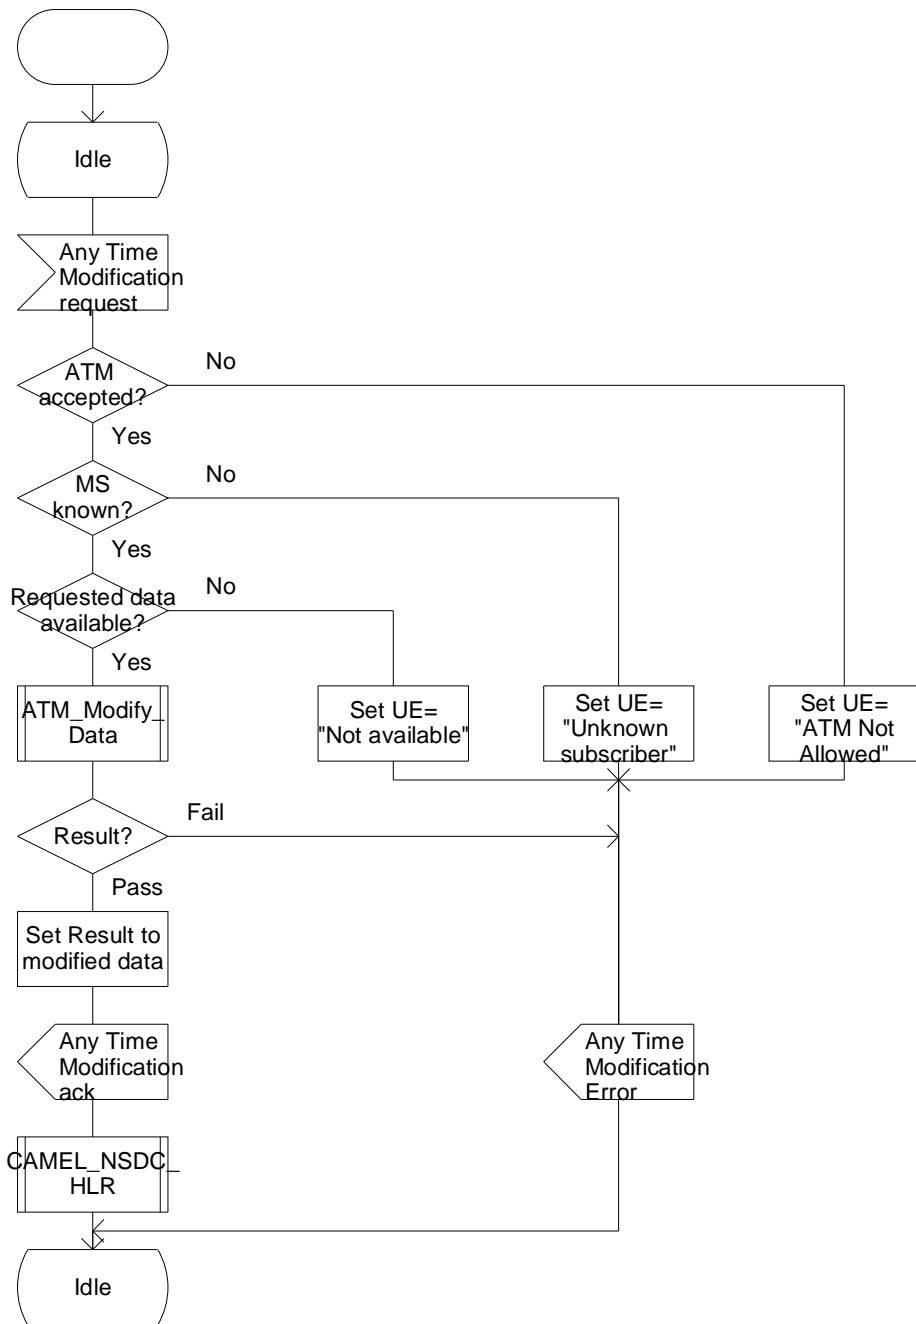 Idle
Any Time
Modification
request
No
ATM
accepted?
Yes
No
MS
known?
Yes
No
Requested data
available?
Yes
ATM_Modify_
Data
Set UE=
"Not available"
Set UE=
"Unknown
subscriber"
Set UE=
"ATM Not
Allowed"
Fail
Result?
Pass
Set Result to
modified data
Any Time
Modification
ack
Any Time
Modification
Error
CAMEL_NSDC_
HLR
Idle